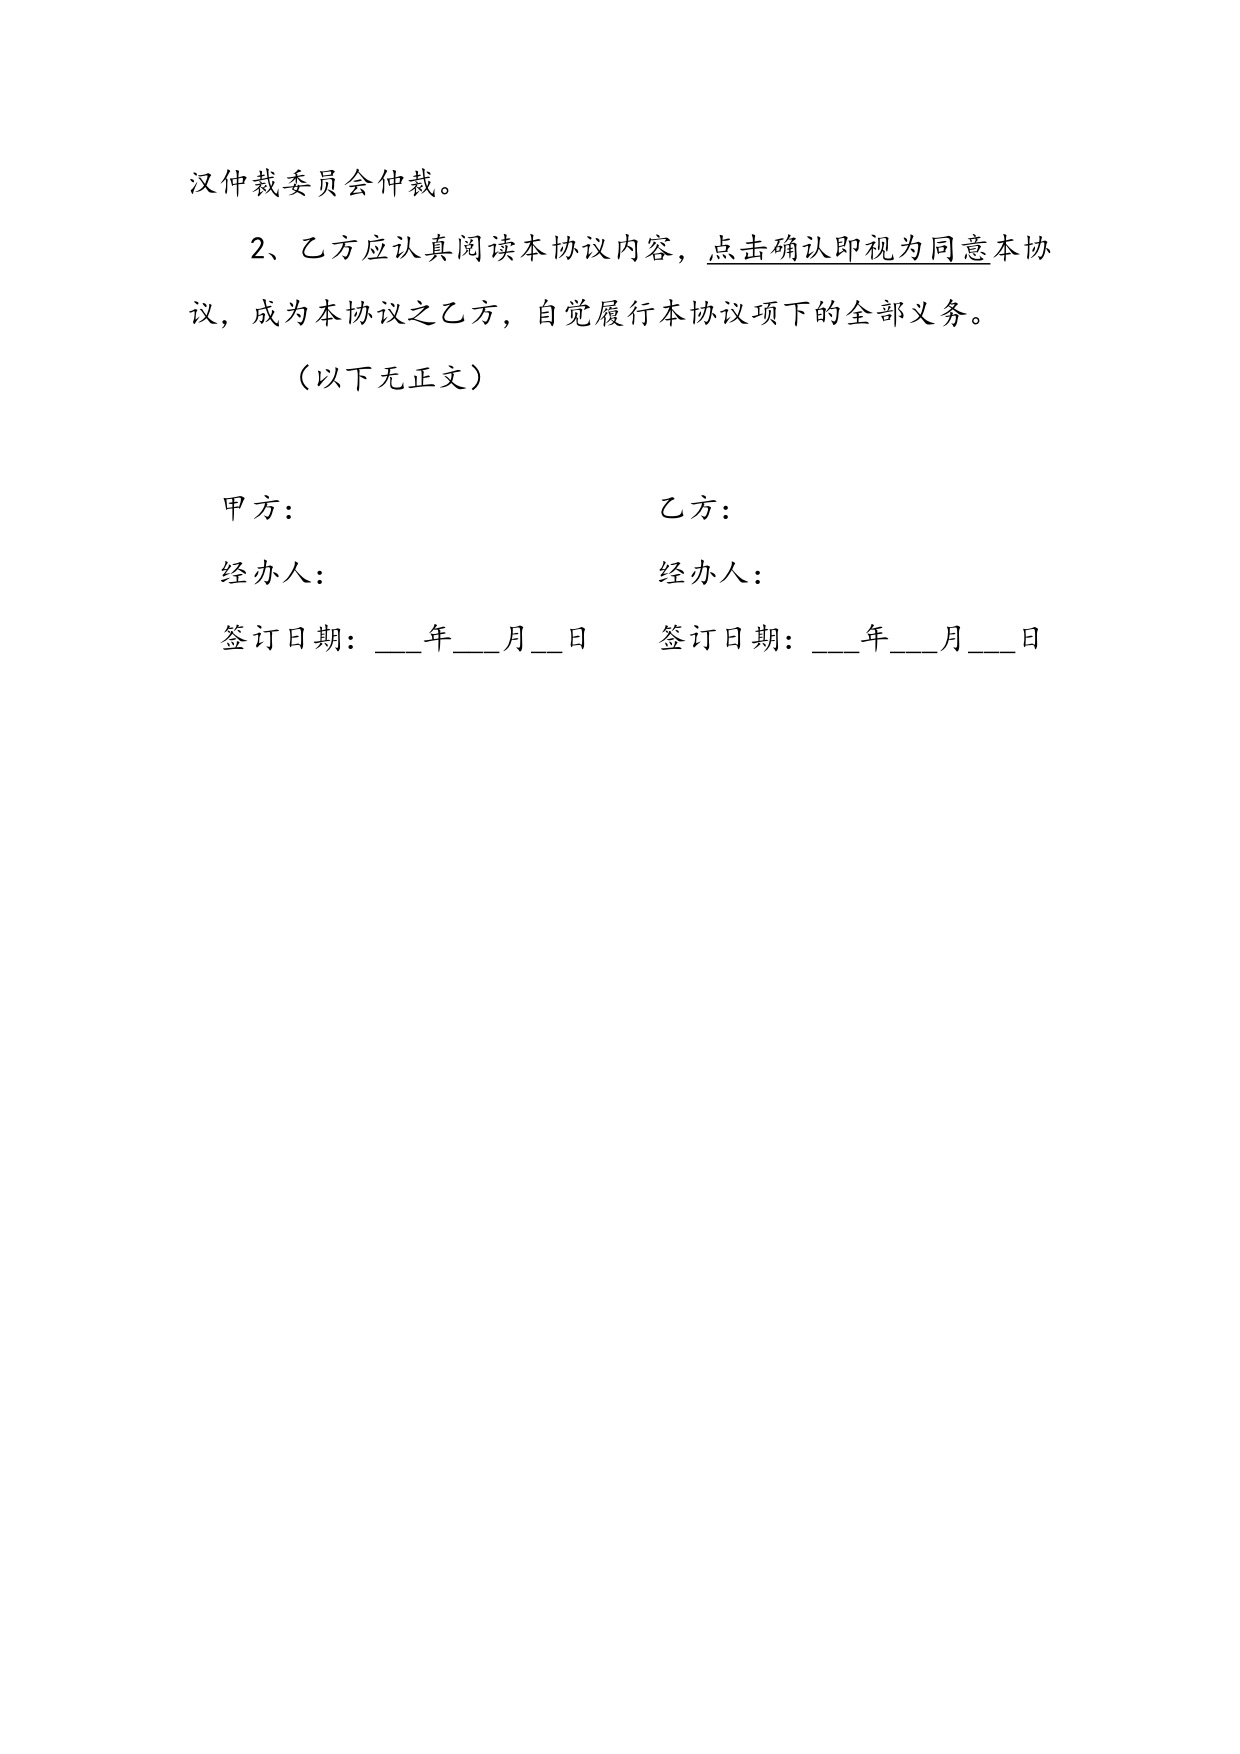 汉仲裁委员会仲裁。
2、乙方应认真阅读本协议内容，点击确认即视为同意本协
议，成为本协议之乙方，自觉履行本协议项下的全部义务。
（以下无正文）
甲方： 乙方：
经办人： 经办人：
签订日期：___年___月__日 签订日期：___年___月___日